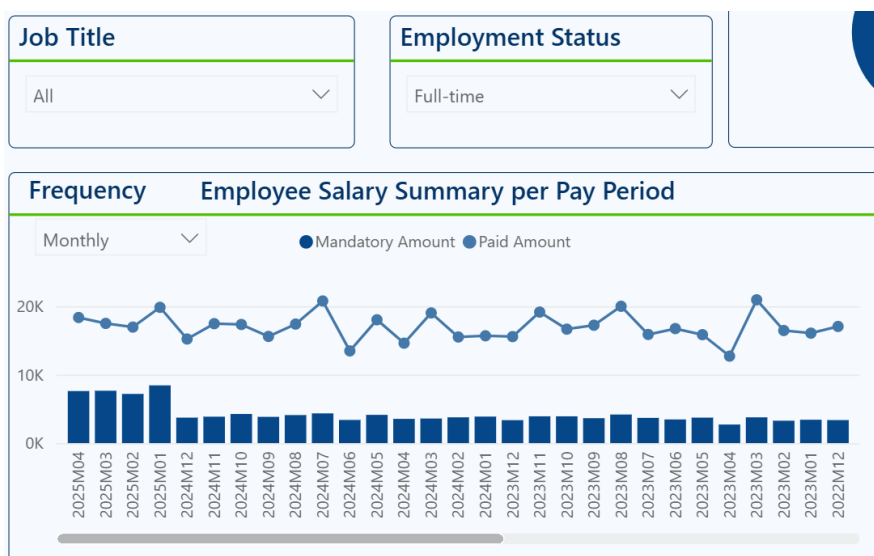 Job Title
Employment Status
All
Full-time
Frequency
Employee Salary Summary per Pay Period
Monthly
Mandatory Amount
Paid Amount
20K
10K
0K
2025M04
2025M03
2025M02
2025M01
2024M12
2024M11
2024M10
2024M09
2024M08
2024M07
2024M06
2024M05
2024M04
2024M03
2024M02
2024M01
2023M12
2023M11
2023M10
2023M09
2023M08
2023M07
2023M06
2023M05
2023M04
2023M03
2023M02
2023M01
2022M12